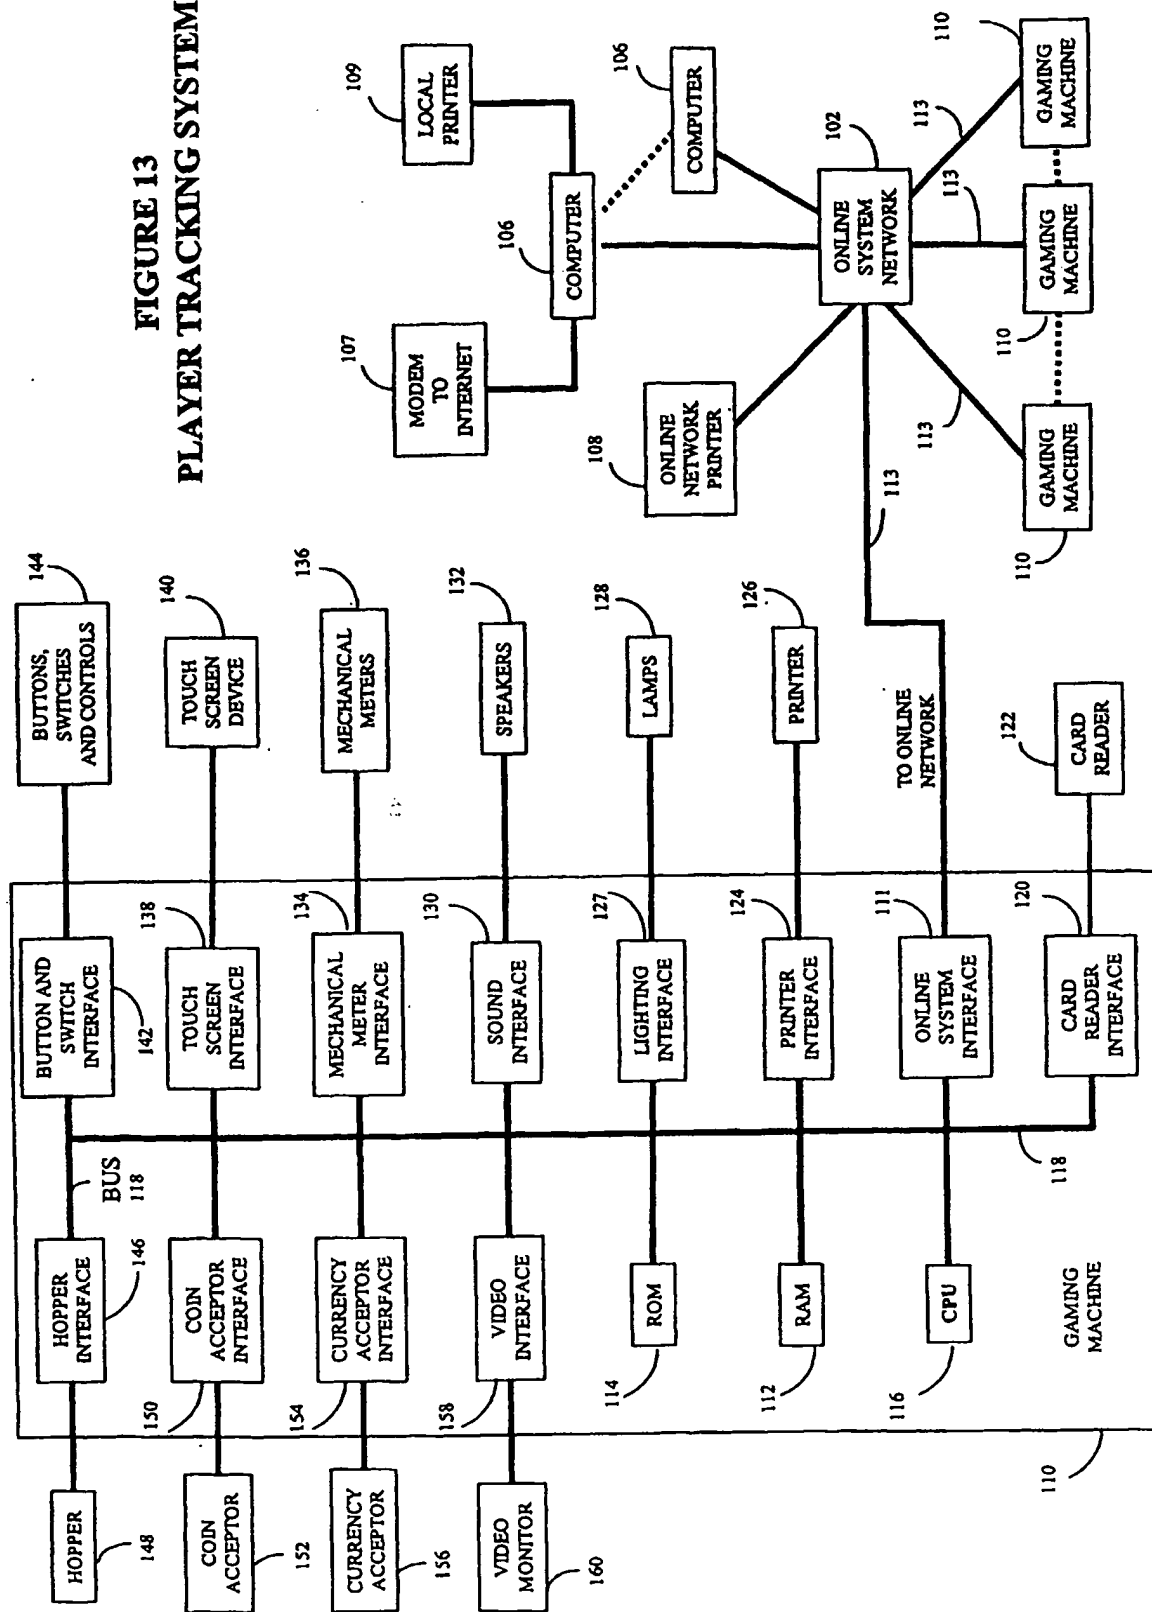 FIGURE 13
PLAYER TRACKING SYSTEM
HOPPER
148
HOPPER
INTERFACE
146
BUS
118
BUTTON AND
SWITCH
INTERFACE
142
BUTTONS,
SWITCHES
AND CONTROLS
144
COIN
ACCEPTOR
152
COIN
ACCEPTOR
INTERFACE
150
TOUCH
SCREEN
INTERFACE
138
TOUCH
SCREEN
DEVICE
140
CURRENCY
ACCEPTOR
156
CURRENCY
ACCEPTOR
INTERFACE
154
MECHANICAL
METER
INTERFACE
134
MECHANICAL
METERS
136
VIDEO
MONITOR
160
VIDEO
INTERFACE
158
SOUND
INTERFACE
130
SPEAKERS
132
ROM
114
LIGHTING
INTERFACE
127
LAMPS
128
RAM
112
PRINTER
INTERFACE
124
PRINTER
126
CPU
116
ONLINE
SYSTEM
INTERFACE
111
TO ONLINE
NETWORK
113
GAMING
MACHINE
110
118
CARD
READER
INTERFACE
120
CARD
READER
122
MODEM
TO
INTERNET
107
LOCAL
PRINTER
109
COMPUTER
106
COMPUTER
106
ONLINE
NETWORK
PRINTER
108
ONLINE
SYSTEM
NETWORK
102
113
113
113
GAMING
MACHINE
110
GAMING
MACHINE
110
GAMING
MACHINE
110